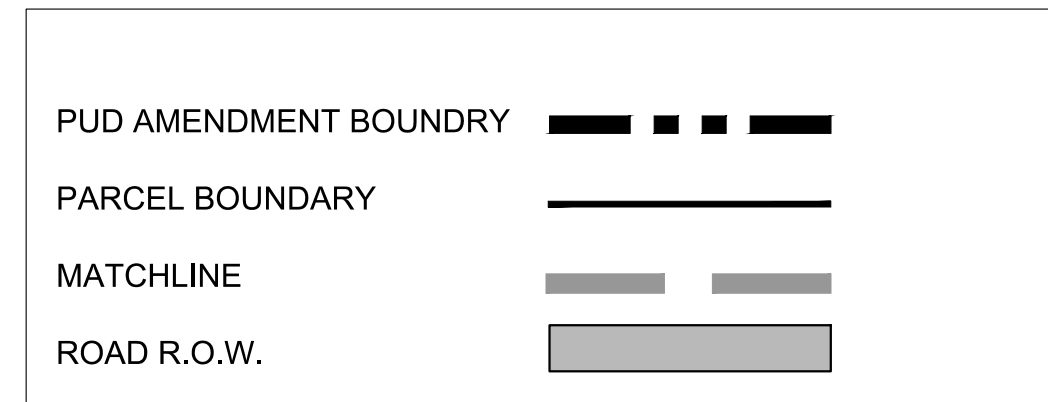 PUD AMENDMENT BOUNDRY
PARCEL BOUNDARY
MATCHLINE
ROAD R.O.W.